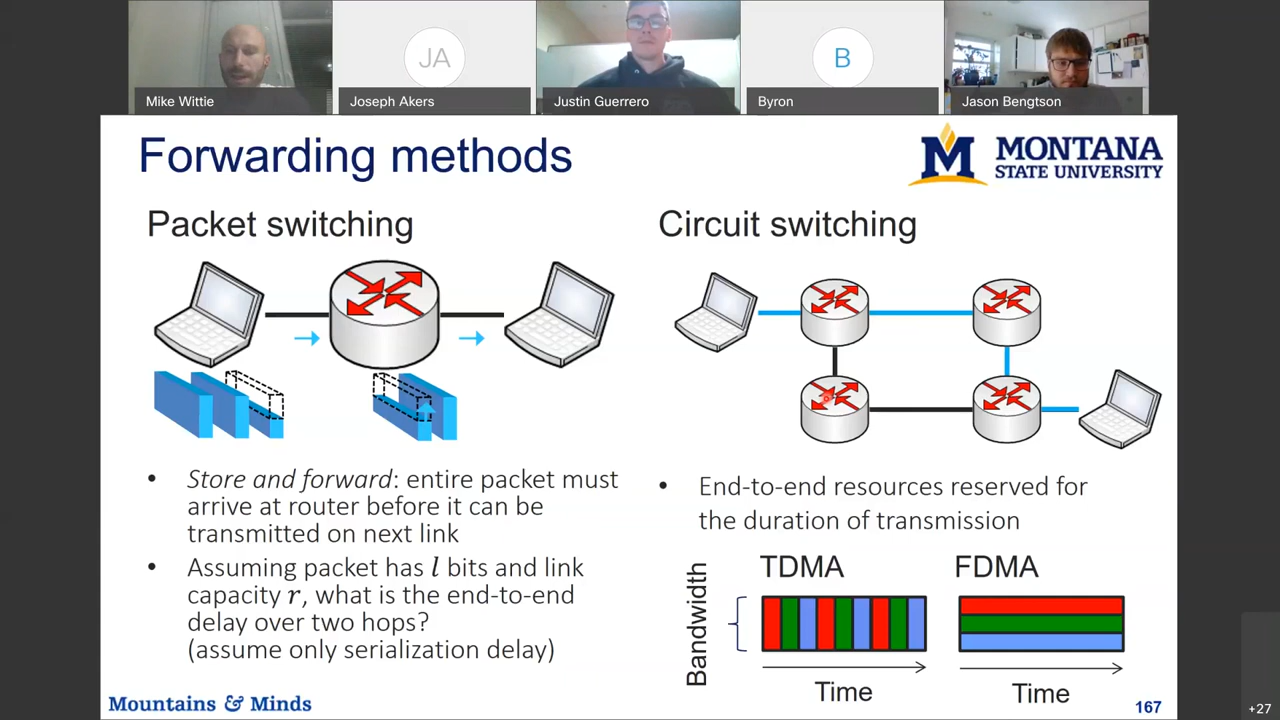 Mike Wittie
JA
Joseph Akers
Justin Guerrero
B
Byron
Jason Bengtson
Forwarding methods
M
MONTANA
STATE UNIVERSITY
Packet switching
• Store and forward: entire packet must
arrive at router before it can be
transmitted on next link
• Assuming packet has l bits and link
capacity r, what is the end-to-end
delay over two hops?
(assume only serialization delay)
Circuit switching
• End-to-end resources reserved for
the duration of transmission
TDMA
FDMA
Bandwidth
Time
Time
Mountains & Minds
167
+27